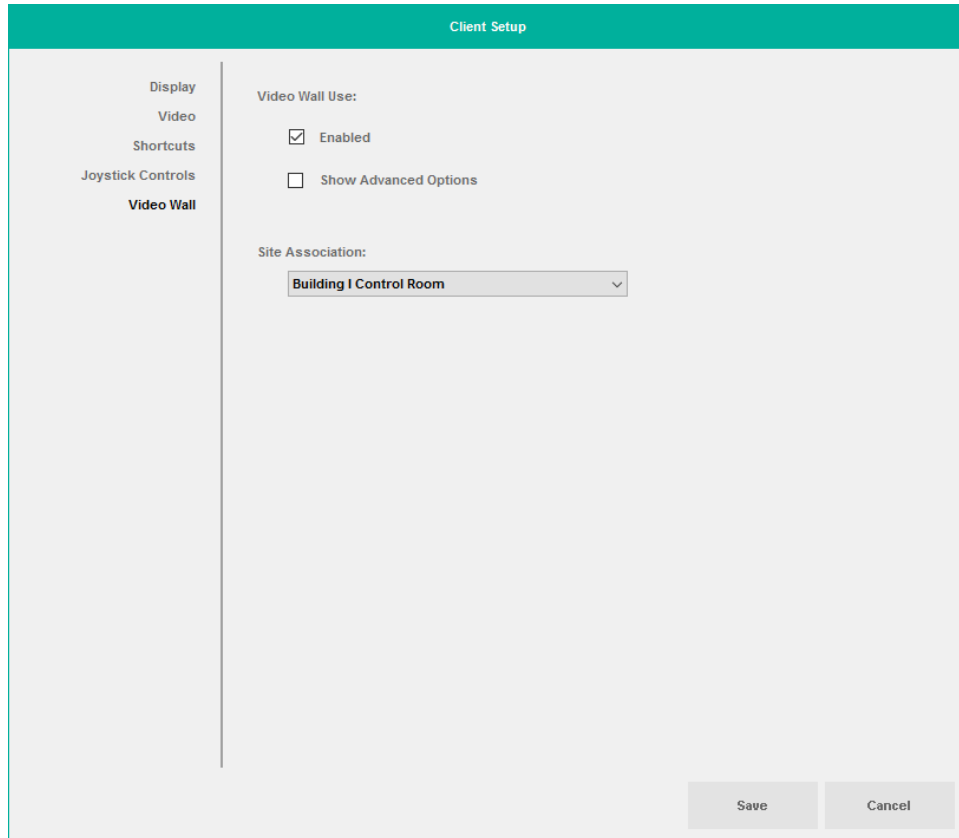 Client Setup
Display
Video
Shortcuts
Joystick Controls
Video Wall
Video Wall Use:
Enabled
Show Advanced Options
Site Association:
Building I Control Room
Save
Cancel